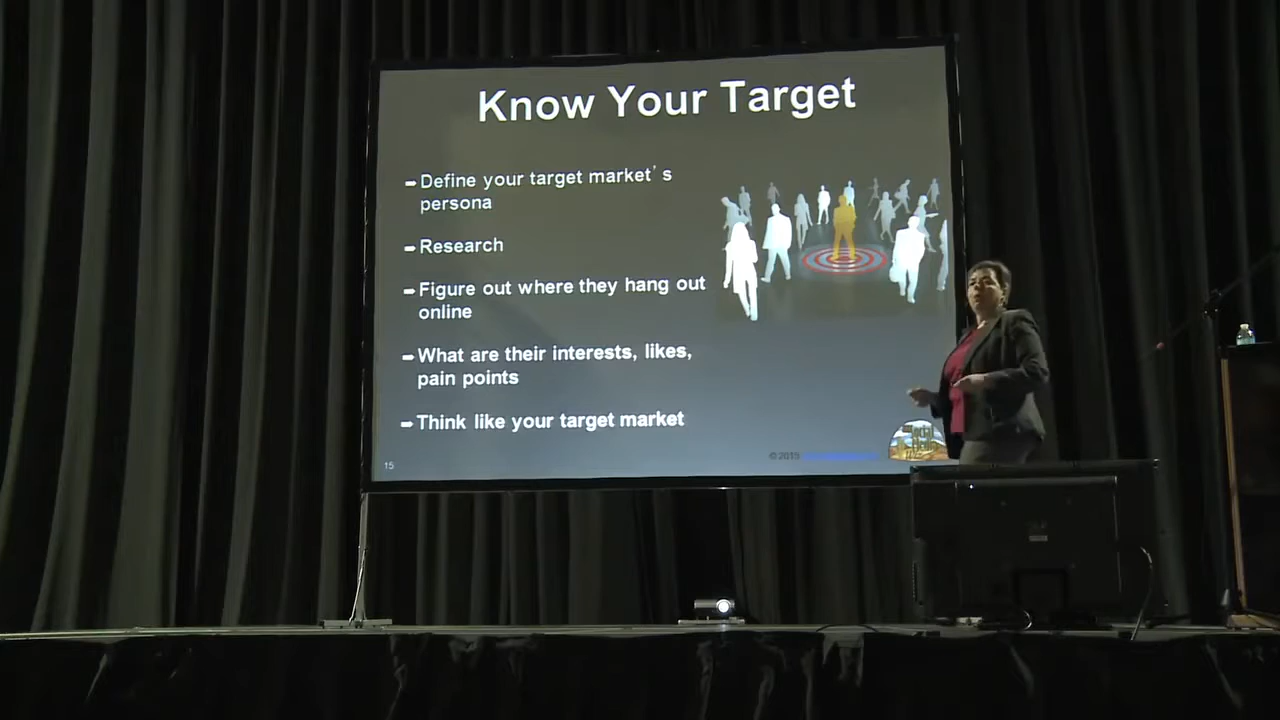 Know Your Target
Define your target market's
persona
Research
Figure out where they hang out
online
What are their interests, likes,
pain points
Think like your target market
15
© 2019